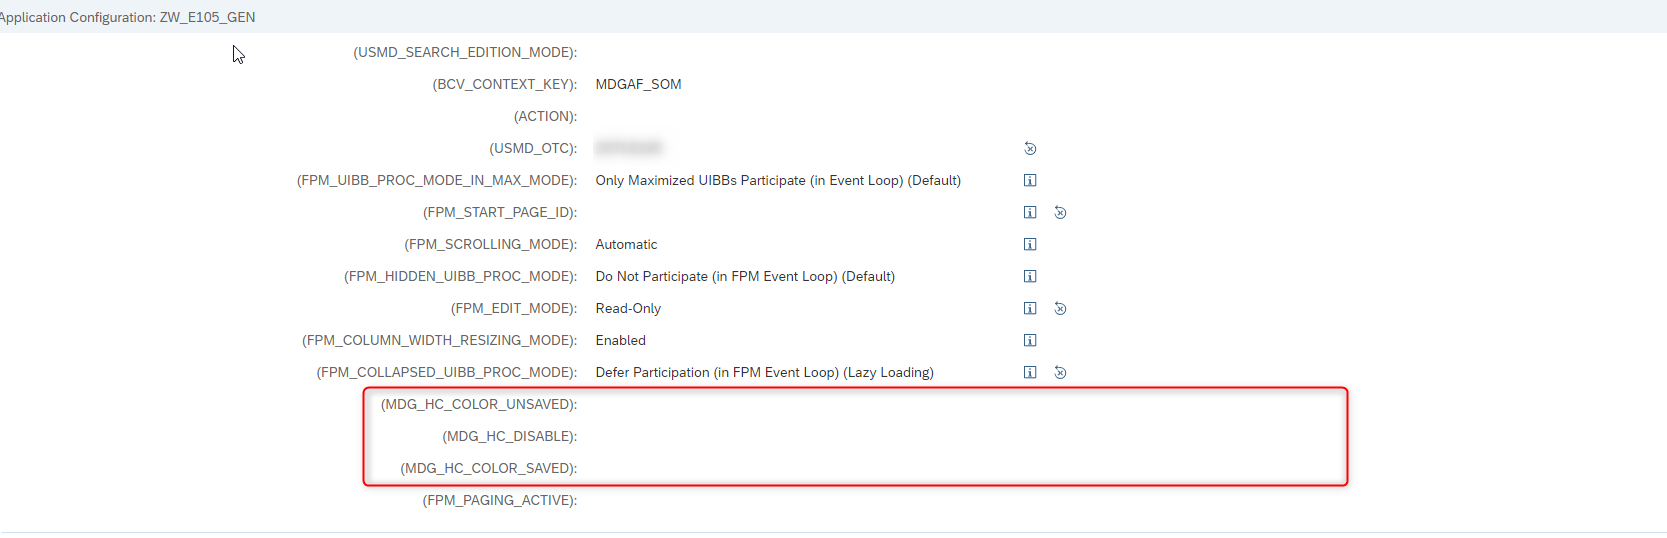 Application Configuration: ZW_E105_GEN
(USMD_SEARCH_EDITION_MODE):
(BCV_CONTEXT_KEY): MDGAF_SOM
(ACTION):
(USMD_OTC):
(FPM_UIBB_PROC_MODE_IN_MAX_MODE): Only Maximized UIBBs Participate (in Event Loop) (Default)
(FPM_START_PAGE_ID):
(FPM_SCROLLING_MODE): Automatic
(FPM_HIDDEN_UIBB_PROC_MODE): Do Not Participate (in FPM Event Loop) (Default)
(FPM_EDIT_MODE): Read-Only
(FPM_COLUMN_WIDTH_RESIZING_MODE): Enabled
(FPM_COLLAPSED_UIBB_PROC_MODE): Defer Participation (in FPM Event Loop) (Lazy Loading)
(MDG_HC_COLOR_UNSAVED):
(MDG_HC_DISABLE):
(MDG_HC_COLOR_SAVED):
(FPM_PAGING_ACTIVE):